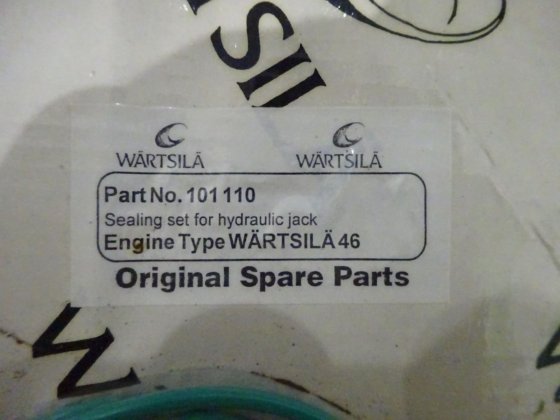 WÄRTSILÄ WÄRTSILÄ
Part No. 101 110
Sealing set for hydraulic jack
Engine Type WÄRTSILÄ 46
Original Spare Parts